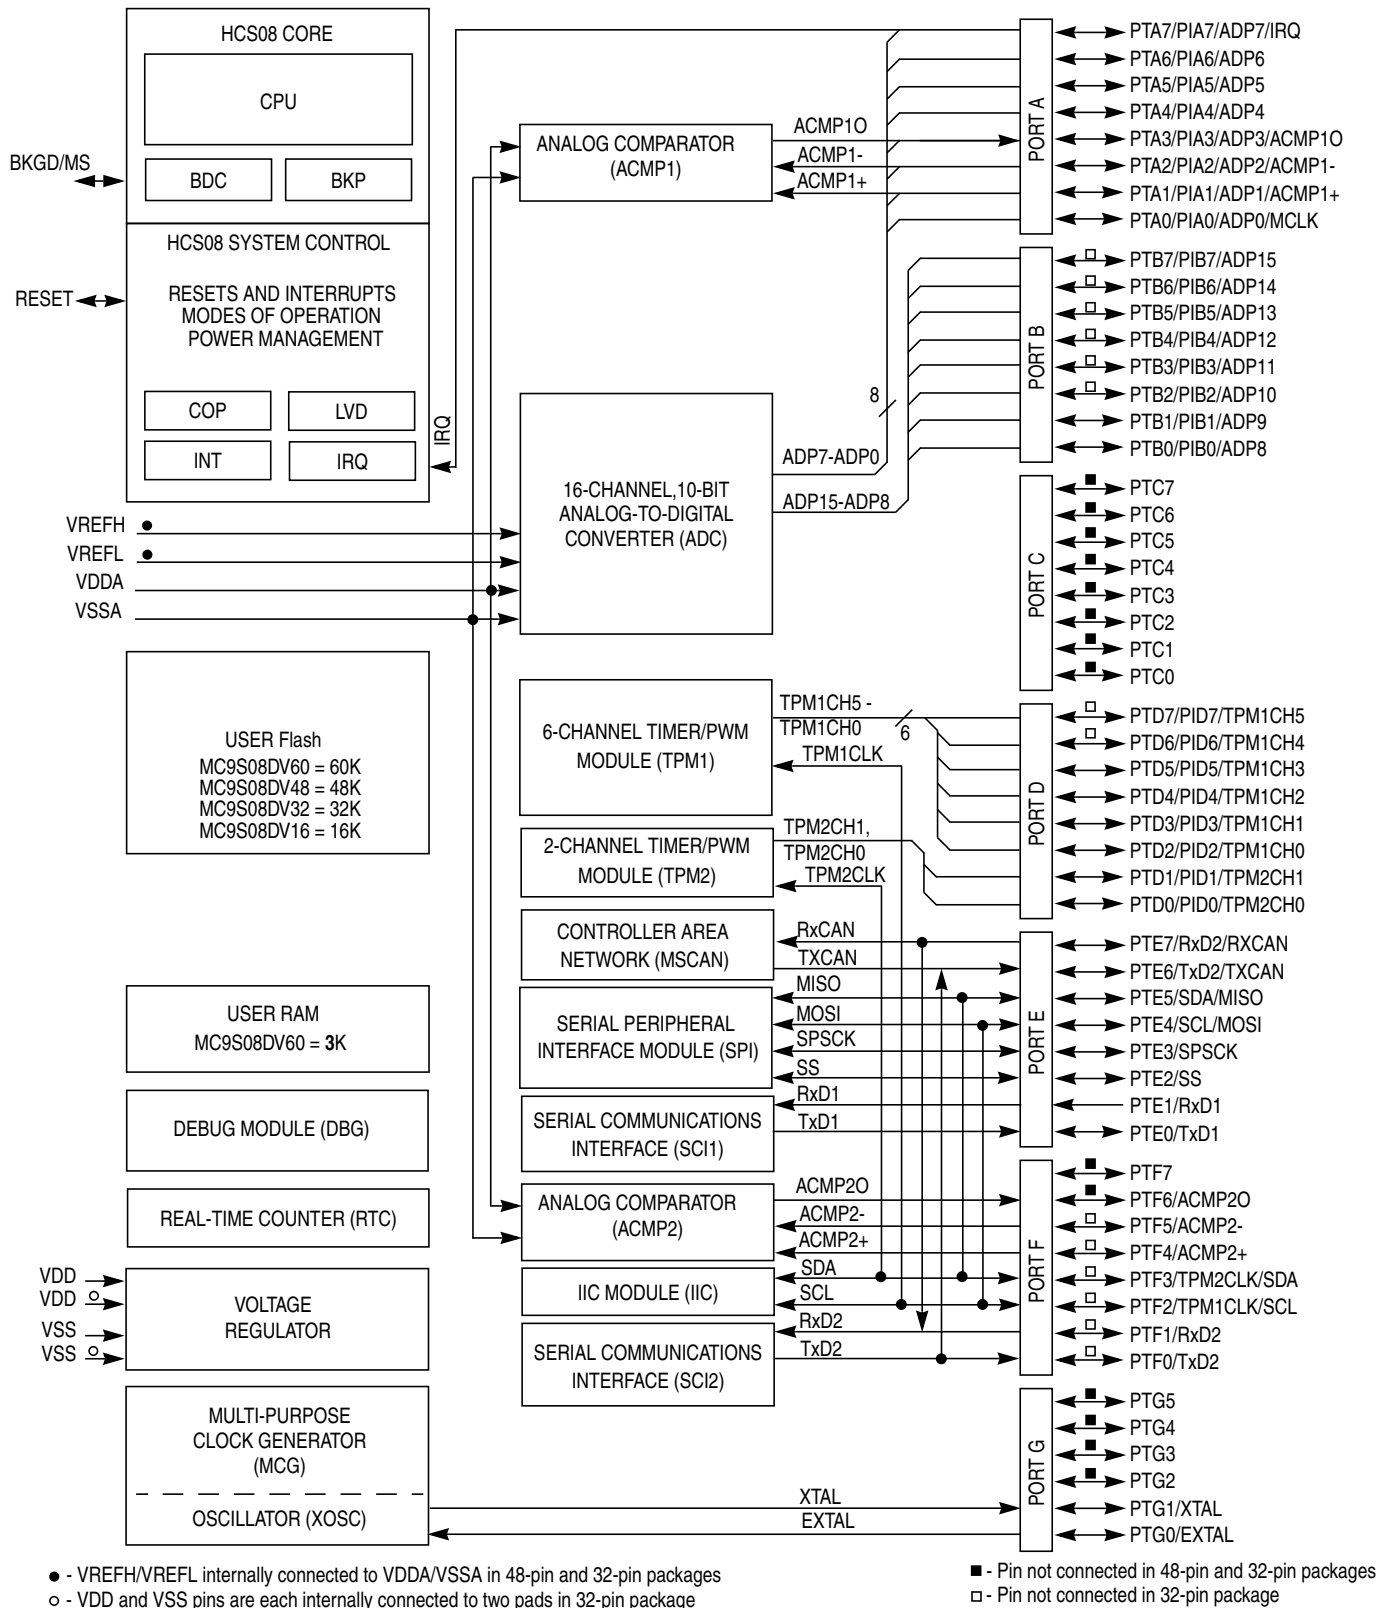 HCS08 CORE
CPU
BDC
BKP
BKGD/MS
HCS08 SYSTEM CONTROL
RESETS AND INTERRUPTS
MODES OF OPERATION
POWER MANAGEMENT
RESET
COP
LVD
INT
IRQ
IRQ
VREFH
VREFL
VDDA
VSSA
USER Flash
MC9S08DV60 = 60K
MC9S08DV48 = 48K
MC9S08DV32 = 32K
MC9S08DV16 = 16K
USER RAM
MC9S08DV60 = 3K
DEBUG MODULE (DBG)
REAL-TIME COUNTER (RTC)
VDD
VDD
VSS
VSS
VOLTAGE
REGULATOR
MULTI-PURPOSE
CLOCK GENERATOR
(MCG)
OSCILLATOR (XOSC)
ANALOG COMPARATOR
(ACMP1)
ACMP1O
ACMP1-
ACMP1+
16-CHANNEL,10-BIT
ANALOG-TO-DIGITAL
CONVERTER (ADC)
8
ADP7-ADP0
ADP15-ADP8
6-CHANNEL TIMER/PWM
MODULE (TPM1)
TPM1CH5 -
TPM1CH0
6
TPM1CLK
2-CHANNEL TIMER/PWM
MODULE (TPM2)
TPM2CH1,
TPM2CH0
TPM2CLK
CONTROLLER AREA
NETWORK (MSCAN)
RxCAN
TXCAN
SERIAL PERIPHERAL
INTERFACE MODULE (SPI)
MISO
MOSI
SPSCK
SS
SERIAL COMMUNICATIONS
INTERFACE (SCI1)
RxD1
TxD1
ANALOG COMPARATOR
(ACMP2)
ACMP2O
ACMP2-
ACMP2+
IIC MODULE (IIC)
SDA
SCL
SERIAL COMMUNICATIONS
INTERFACE (SCI2)
RxD2
TxD2
XTAL
EXTAL
PORT A
PTA7/PIA7/ADP7/IRQ
PTA6/PIA6/ADP6
PTA5/PIA5/ADP5
PTA4/PIA4/ADP4
PTA3/PIA3/ADP3/ACMP1O
PTA2/PIA2/ADP2/ACMP1-
PTA1/PIA1/ADP1/ACMP1+
PTA0/PIA0/ADP0/MCLK
PORT B
PTB7/PIB7/ADP15
PTB6/PIB6/ADP14
PTB5/PIB5/ADP13
PTB4/PIB4/ADP12
PTB3/PIB3/ADP11
PTB2/PIB2/ADP10
PTB1/PIB1/ADP9
PTB0/PIB0/ADP8
PORT C
PTC7
PTC6
PTC5
PTC4
PTC3
PTC2
PTC1
PTC0
PORT D
PTD7/PID7/TPM1CH5
PTD6/PID6/TPM1CH4
PTD5/PID5/TPM1CH3
PTD4/PID4/TPM1CH2
PTD3/PID3/TPM1CH1
PTD2/PID2/TPM1CH0
PTD1/PID1/TPM2CH1
PTD0/PID0/TPM2CH0
PORT E
PTE7/RxD2/RXCAN
PTE6/TxD2/TXCAN
PTE5/SDA/MISO
PTE4/SCL/MOSI
PTE3/SPSCK
PTE2/SS
PTE1/RxD1
PTE0/TxD1
PORT F
PTF7
PTF6/ACMP2O
PTF5/ACMP2-
PTF4/ACMP2+
PTF3/TPM2CLK/SDA
PTF2/TPM1CLK/SCL
PTF1/RxD2
PTF0/TxD2
PORT G
PTG5
PTG4
PTG3
PTG2
PTG1/XTAL
PTG0/EXTAL
● - VREFH/VREFL internally connected to VDDA/VSSA in 48-pin and 32-pin packages
○ - VDD and VSS pins are each internally connected to two pads in 32-pin package
■ - Pin not connected in 48-pin and 32-pin packages
□ - Pin not connected in 32-pin package